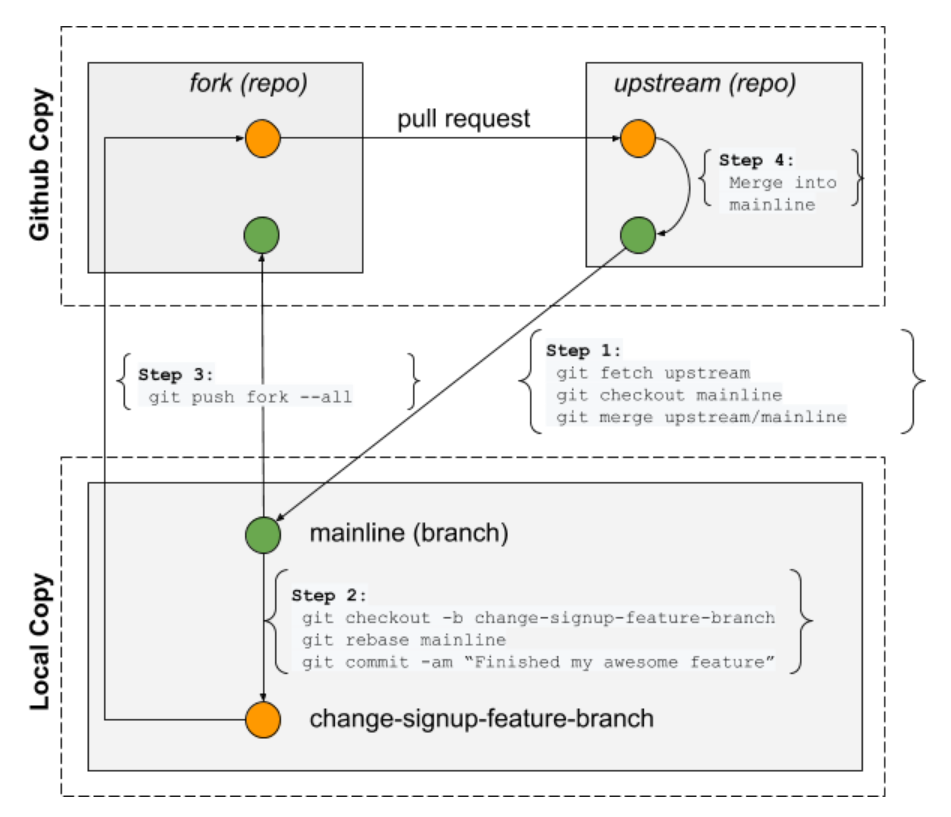 Github Copy
fork (repo)
upstream (repo)
pull request
Step 4:
Merge into
mainline
Step 3:
git push fork --all
Step 1:
git fetch upstream
git checkout mainline
git merge upstream/mainline
Local Copy
mainline (branch)
Step 2:
git checkout -b change-signup-feature-branch
git rebase mainline
git commit -am “Finished my awesome feature”
change-signup-feature-branch